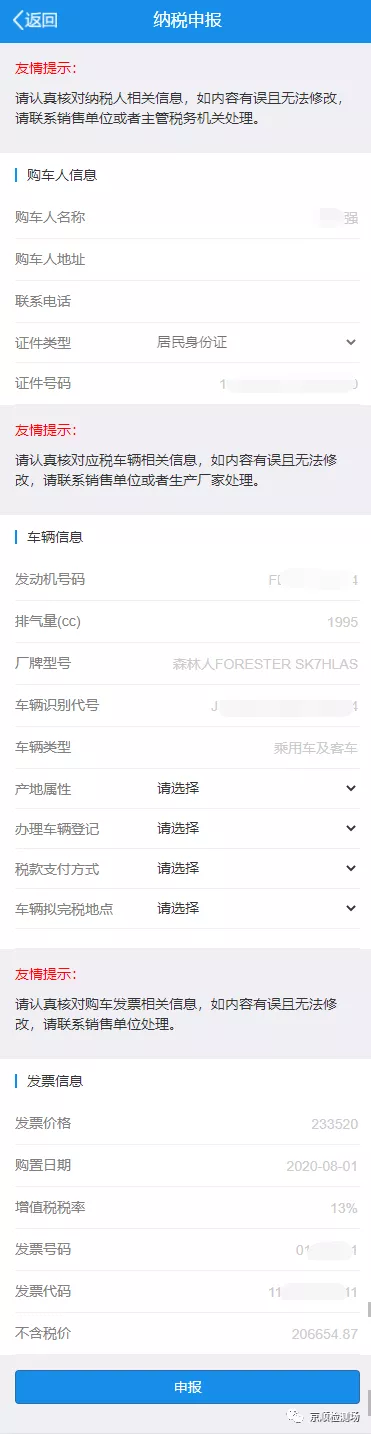 返回
纳税申报
友情提示：
请认真核对纳税人相关信息，如内容有误且无法修改，
请联系销售单位或者主管税务机关处理。
购车人信息
购车人名称 强
购车人地址
联系电话
证件类型 居民身份证
证件号码 1 0
友情提示：
请认真核对应税车辆相关信息，如内容有误且无法修
改，请联系销售单位或者生产厂家处理。
车辆信息
发动机号码 4
排气量(cc) 1995
厂牌型号 森林人FORESTER SK7HLAS
车辆识别代号 J 4
车辆类型 乘用车及客车
产地属性 请选择
办理车辆登记 请选择
税款支付方式 请选择
车辆拟完税地点 请选择
友情提示：
请认真核对购车发票相关信息，如内容有误且无法修
改，请联系销售单位处理。
发票信息
发票价格 233520
购置日期 2020-08-01
增值税税率 13%
发票号码 01 1
发票代码 11 11
不含税价 206654.87
申报
京顺检测场